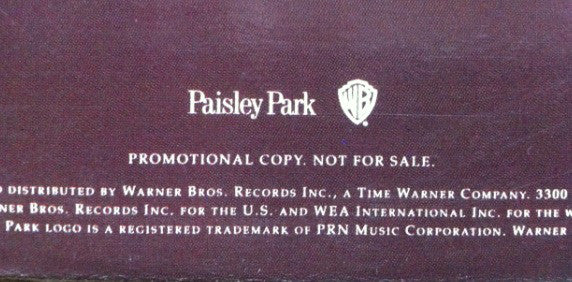 Paisley Park WB
PROMOTIONAL COPY. NOT FOR SALE.
DISTRIBUTED BY WARNER BROS. RECORDS INC., A TIME WARNER COMPANY. 3300
BROS. RECORDS INC. FOR THE U.S. AND WEA INTERNATIONAL INC. FOR THE
PARK LOGO IS A REGISTERED TRADEMARK OF PRN MUSIC CORPORATION. WARNER